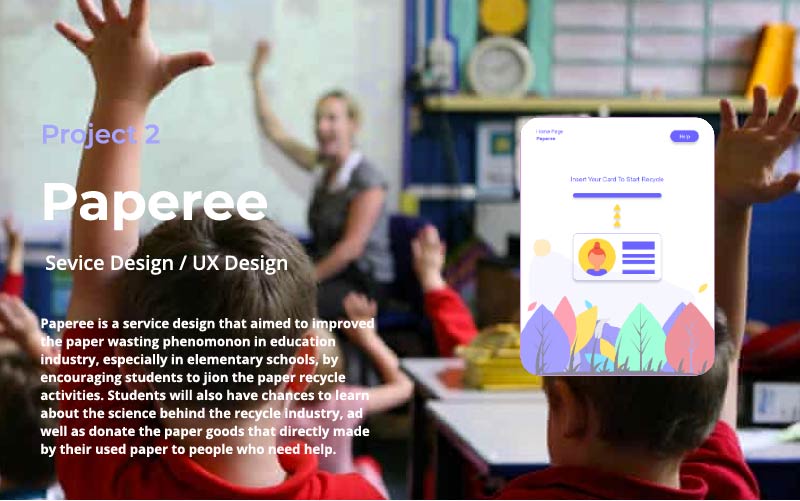 Project 2
Paperee
Sevice Design / UX Design
Paperee is a service design that aimed to improved
the paper wasting phenomonon in education
industry, especially in elementary schools, by
encouraging students to jion the paper recycle
activities. Students will also have chances to learn
about the science behind the recycle industry, ad
well as donate the paper goods that directly made
by their used paper to people who need help.
Home Page
Paperee
Help
Insert Your Card To Start Recycle